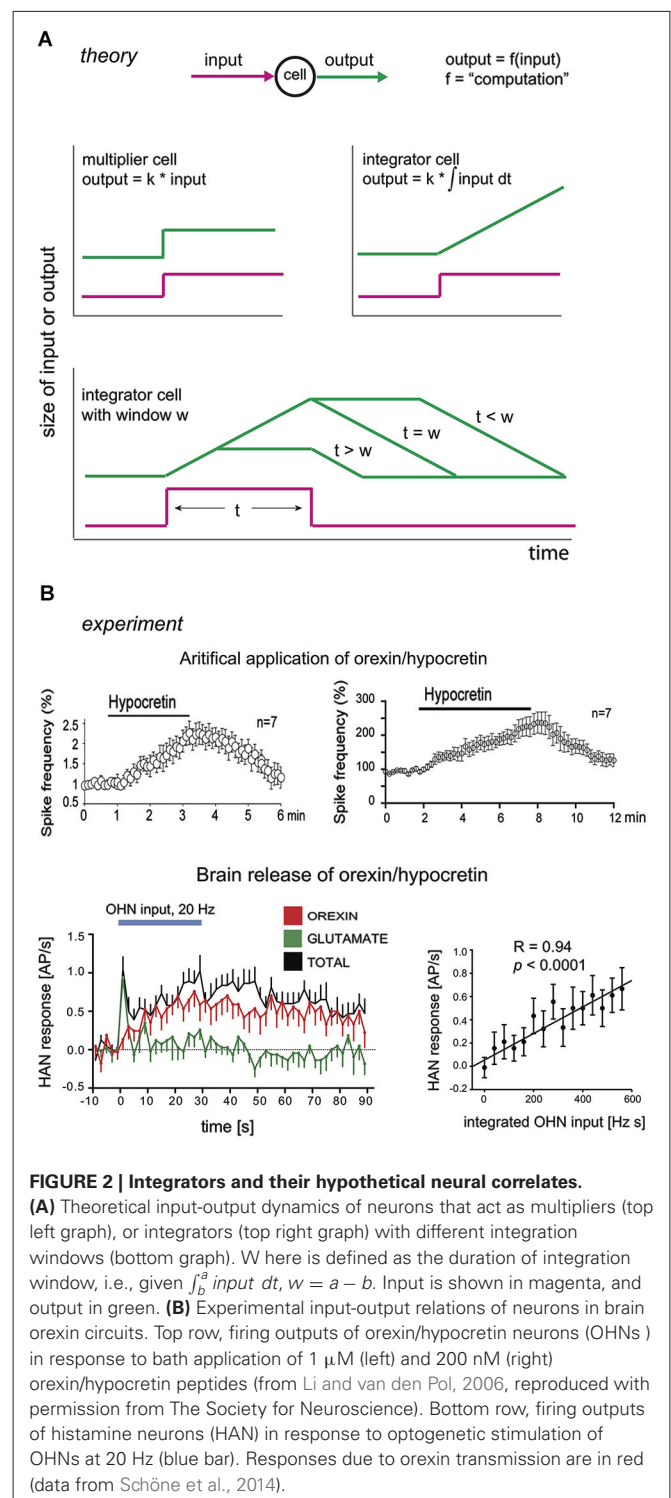 A
theory
input
cell
output
output = f(input)
f = “computation”
size of input or output
multiplier cell
output = k * input
integrator cell
output = k * ∫ input dt
integrator cell
with window w
t > w
t = w
t < w
t
time
B
experiment
Aritifical application of orexin/hypocretin
Spike frequency (%)
Hypocretin
n=7
2.5
2
1.5
1
0.5
0 1 2 3 4 5 6 min
Spike frequency (%)
Hypocretin
n=7
300
200
100
0
0 2 4 6 8 10 12 min
Brain release of orexin/hypocretin
OHN input, 20 Hz
OREXIN
GLUTAMATE
TOTAL
HAN response [AP/s]
1.5
1.0
0.5
0.0
-0.5
-10 0 10 20 30 40 50 60 70 80 90
time [s]
R = 0.94
p < 0.0001
HAN response [AP/s]
1.0
0.8
0.6
0.4
0.2
0.0
-0.2
0 200 400 600
integrated OHN input [Hz s]
FIGURE 2 | Integrators and their hypothetical neural correlates.
(A) Theoretical input-output dynamics of neurons that act as multipliers (top
left graph), or integrators (top right graph) with different integration
windows (bottom graph). W here is defined as the duration of integration
window, i.e., given ∫_b^a input dt, w = a − b. Input is shown in magenta, and
output in green. (B) Experimental input-output relations of neurons in brain
orexin circuits. Top row, firing outputs of orexin/hypocretin neurons (OHNs )
in response to bath application of 1 μM (left) and 200 nM (right)
orexin/hypocretin peptides (from Li and van den Pol, 2006, reproduced with
permission from The Society for Neuroscience). Bottom row, firing outputs
of histamine neurons (HAN) in response to optogenetic stimulation of
OHNs at 20 Hz (blue bar). Responses due to orexin transmission are in red
(data from Schöne et al., 2014).